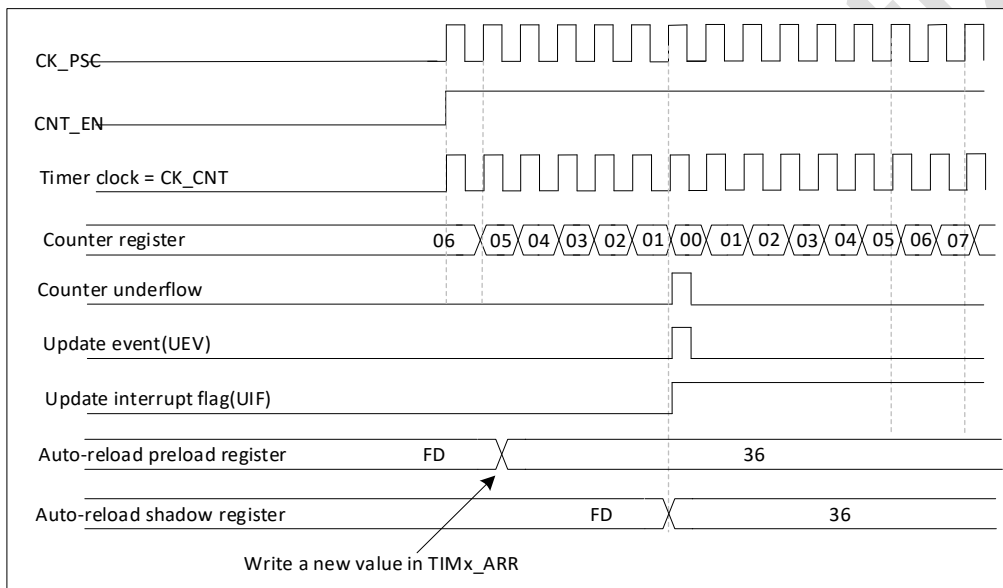 CK_PSC
CNT_EN
Timer clock = CK_CNT
Counter register 06 05 04 03 02 01 00 01 02 03 04 05 06 07
Counter underflow
Update event(UEV)
Update interrupt flag(UIF)
Auto-reload preload register FD 36
Auto-reload shadow register FD 36
Write a new value in TIMx_ARR